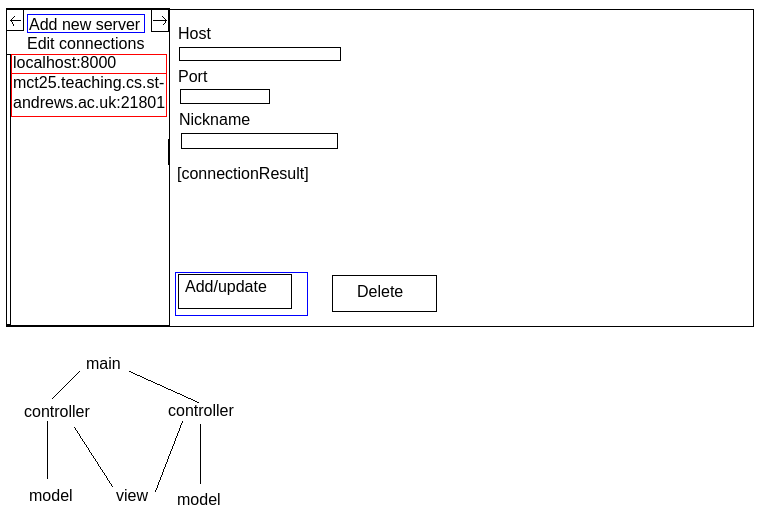 Add new server
Edit connections
localhost:8000
mct25.teaching.cs.st-
andrews.ac.uk:21801
Host
Port
Nickname
[connectionResult]
Add/update
Delete
main
controller
controller
model
view
model